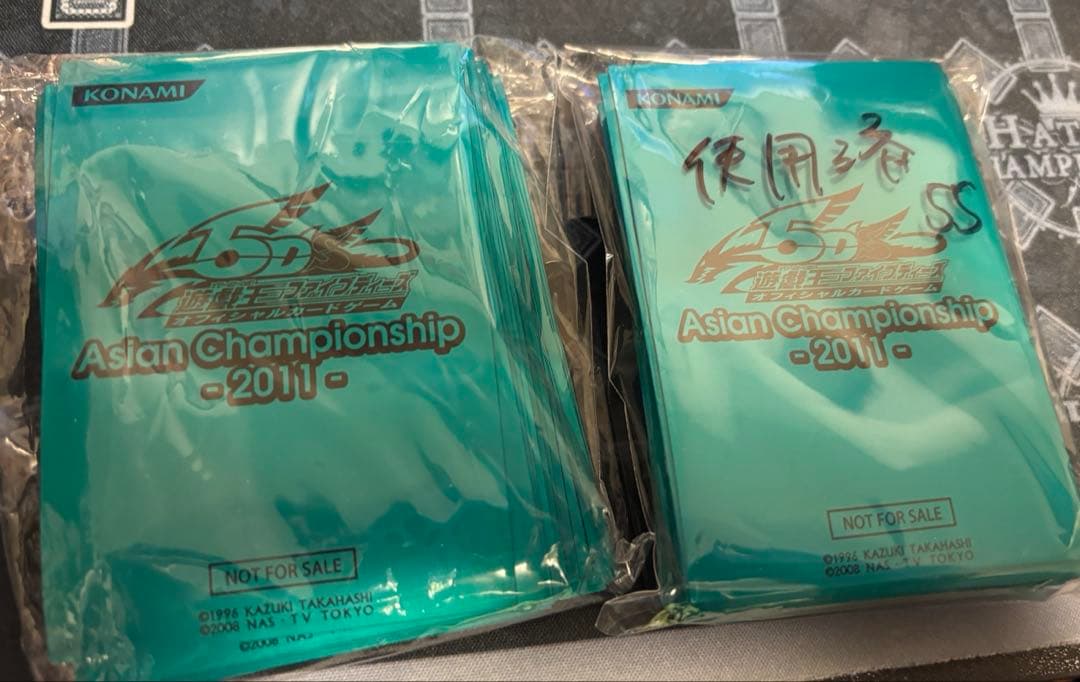 KONAMI
5D's
遊戯王ファイブディーズ
オフィシャルカードゲーム
Asian Championship
- 2011 -
NOT FOR SALE
©1996 KAZUKI TAKAHASHI
©2008 NAS・TV TOKYO
©2008 NAS
KONAMI
使用済
55
5D's
遊戯王ファイブディーズ
オフィシャルカードゲーム
Asian Championship
- 2011 -
NOT FOR SALE
©1996 KAZUKI TAKAHASHI
©2008 NAS・TV TOKYO